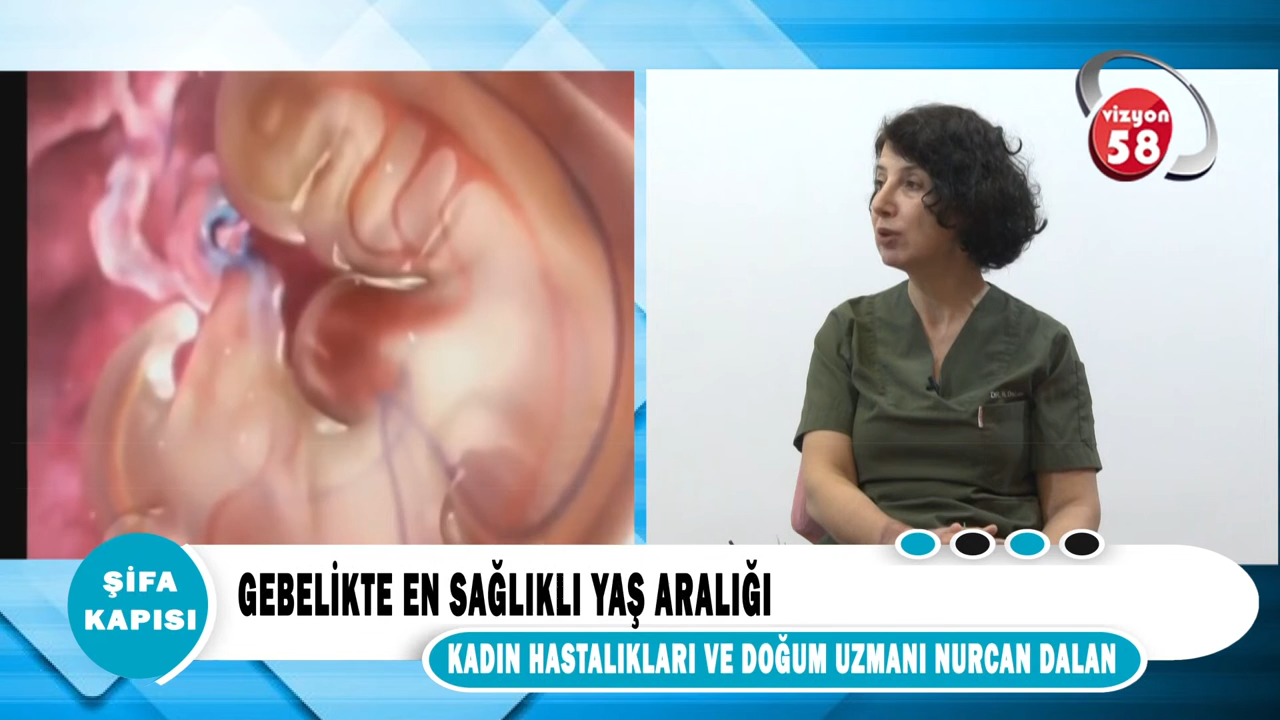 vizyon
58
ŞİFA
KAPISI
GEBELİKTE EN SAĞLIKLI YAŞ ARALIĞI
KADIN HASTALIKLARI VE DOĞUM UZMANI NURCAN DALAN